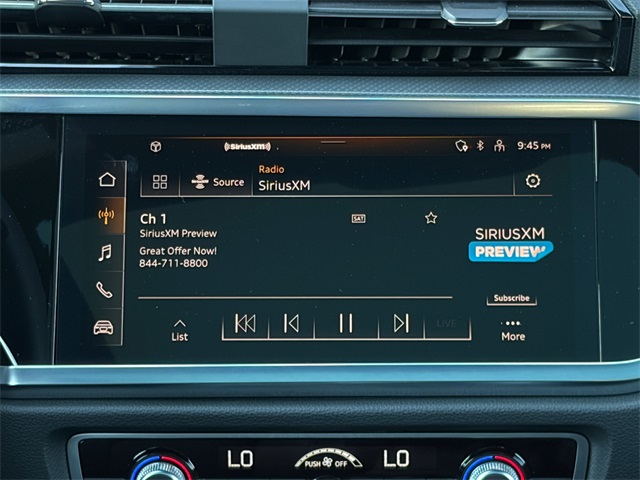 ((SiriusXM))
9:45 PM
Radio
Source
SiriusXM
Ch 1
SAT
SiriusXM Preview
Great Offer Now!
844-711-8800
SIRIUSXM
PREVIEW
Subscribe
List
LIVE
More
LO
PUSH OFF
LO